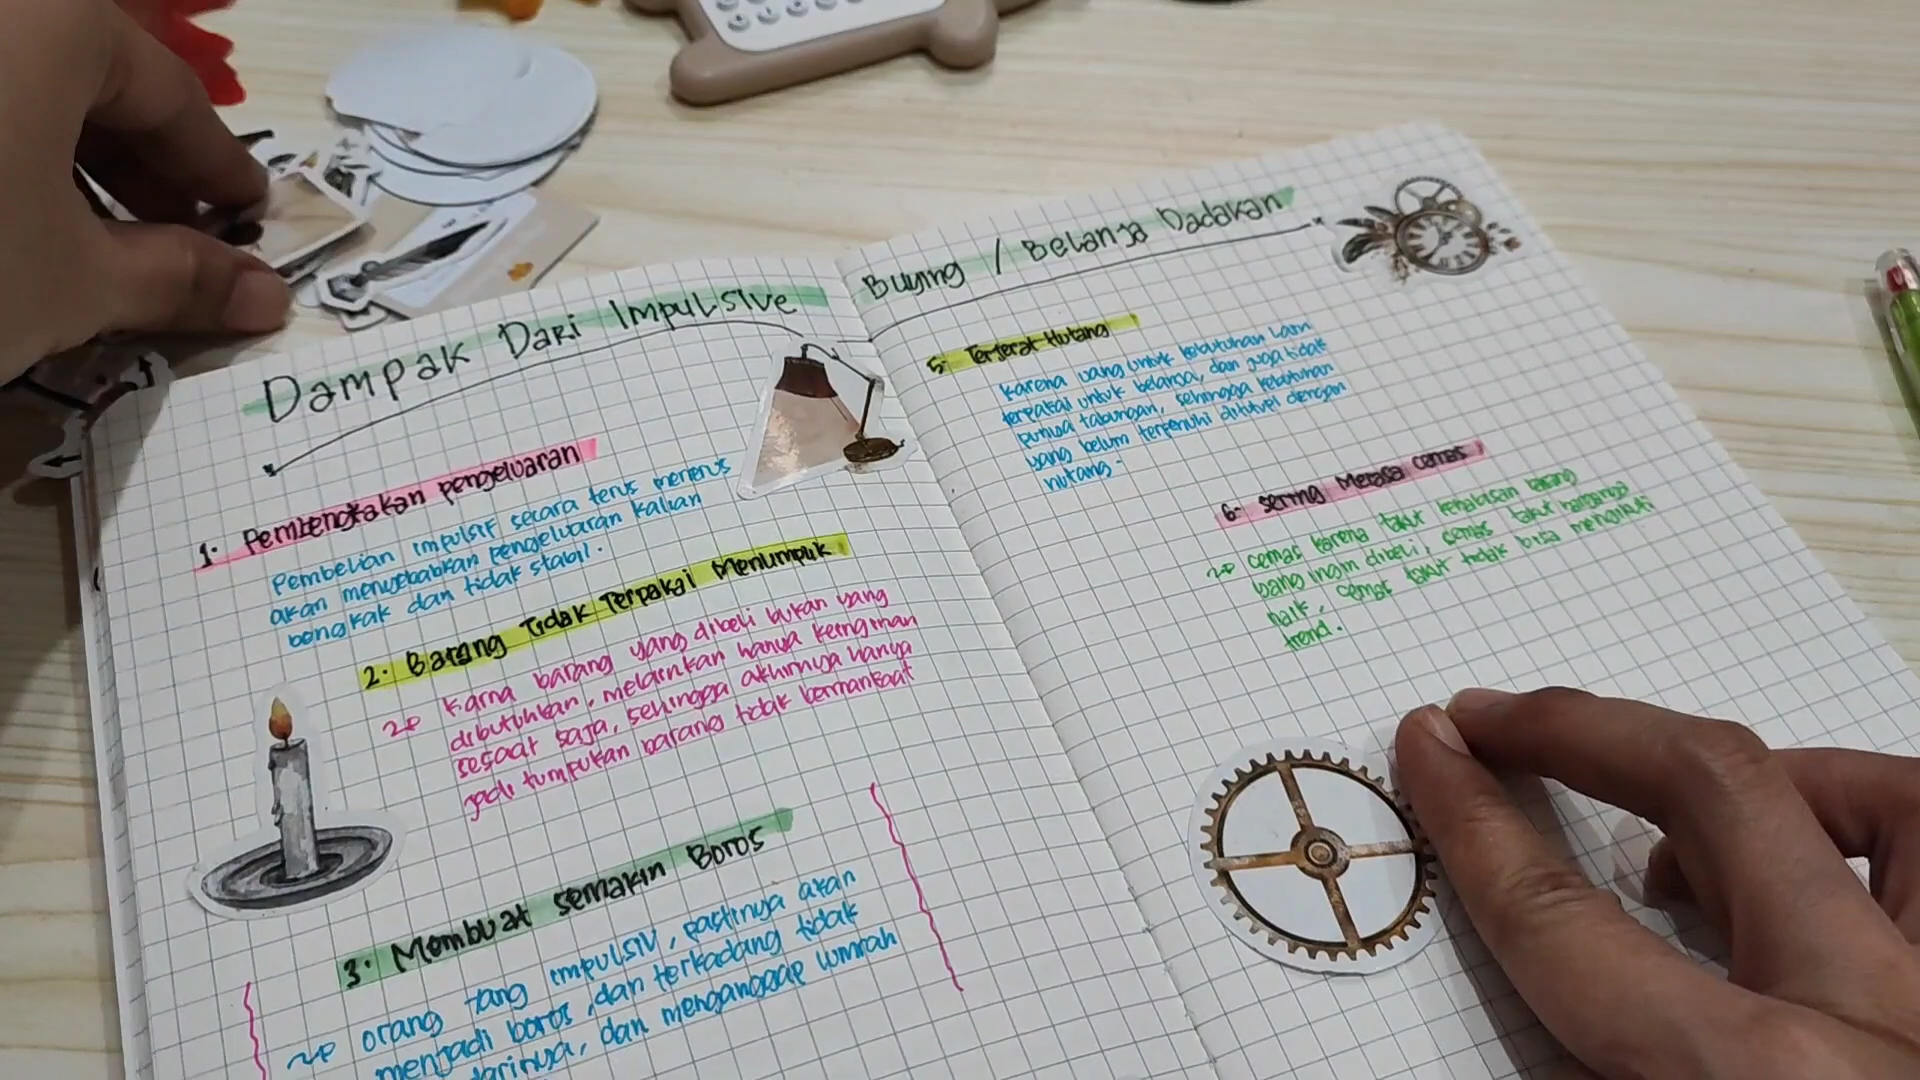 Dampak Dari Impulsive
1. Pembengkakan pengeluaran
Pembelian impulsif secara terus menerus
akan menyebabkan pengeluaran kalian
bengkak dan tidak stabil.
2. Barang Tidak Terpakai Menumpuk
karna barang yang dibeli bukan yang
dibutuhkan, melainkan hanya keinginan
sesaat saja, sehingga akhirnya hanya
jadi tumpukan barang tidak bermanfaat
3. Membuat semakin Boros
orang yang impulsiv, pastinya akan
menjadi boros, dan terkadang tidak
dan menganggap lumrah
Buying / Belanja Dadakan
5. Terjerat Hutang
karena uang untuk kebutuhan lain
terpakai untuk belanja, dan juga tidak
punya tabungan, sehingga kebutuhan
yang belum terpenuhi ditutupi dengan
hutang.
6. Sering Merasa cemas,
cemas karena takut kehabisan barang
yang ingin dibeli, cemas takut harganya
naik, cemas takut tidak bisa mengikuti
trend.